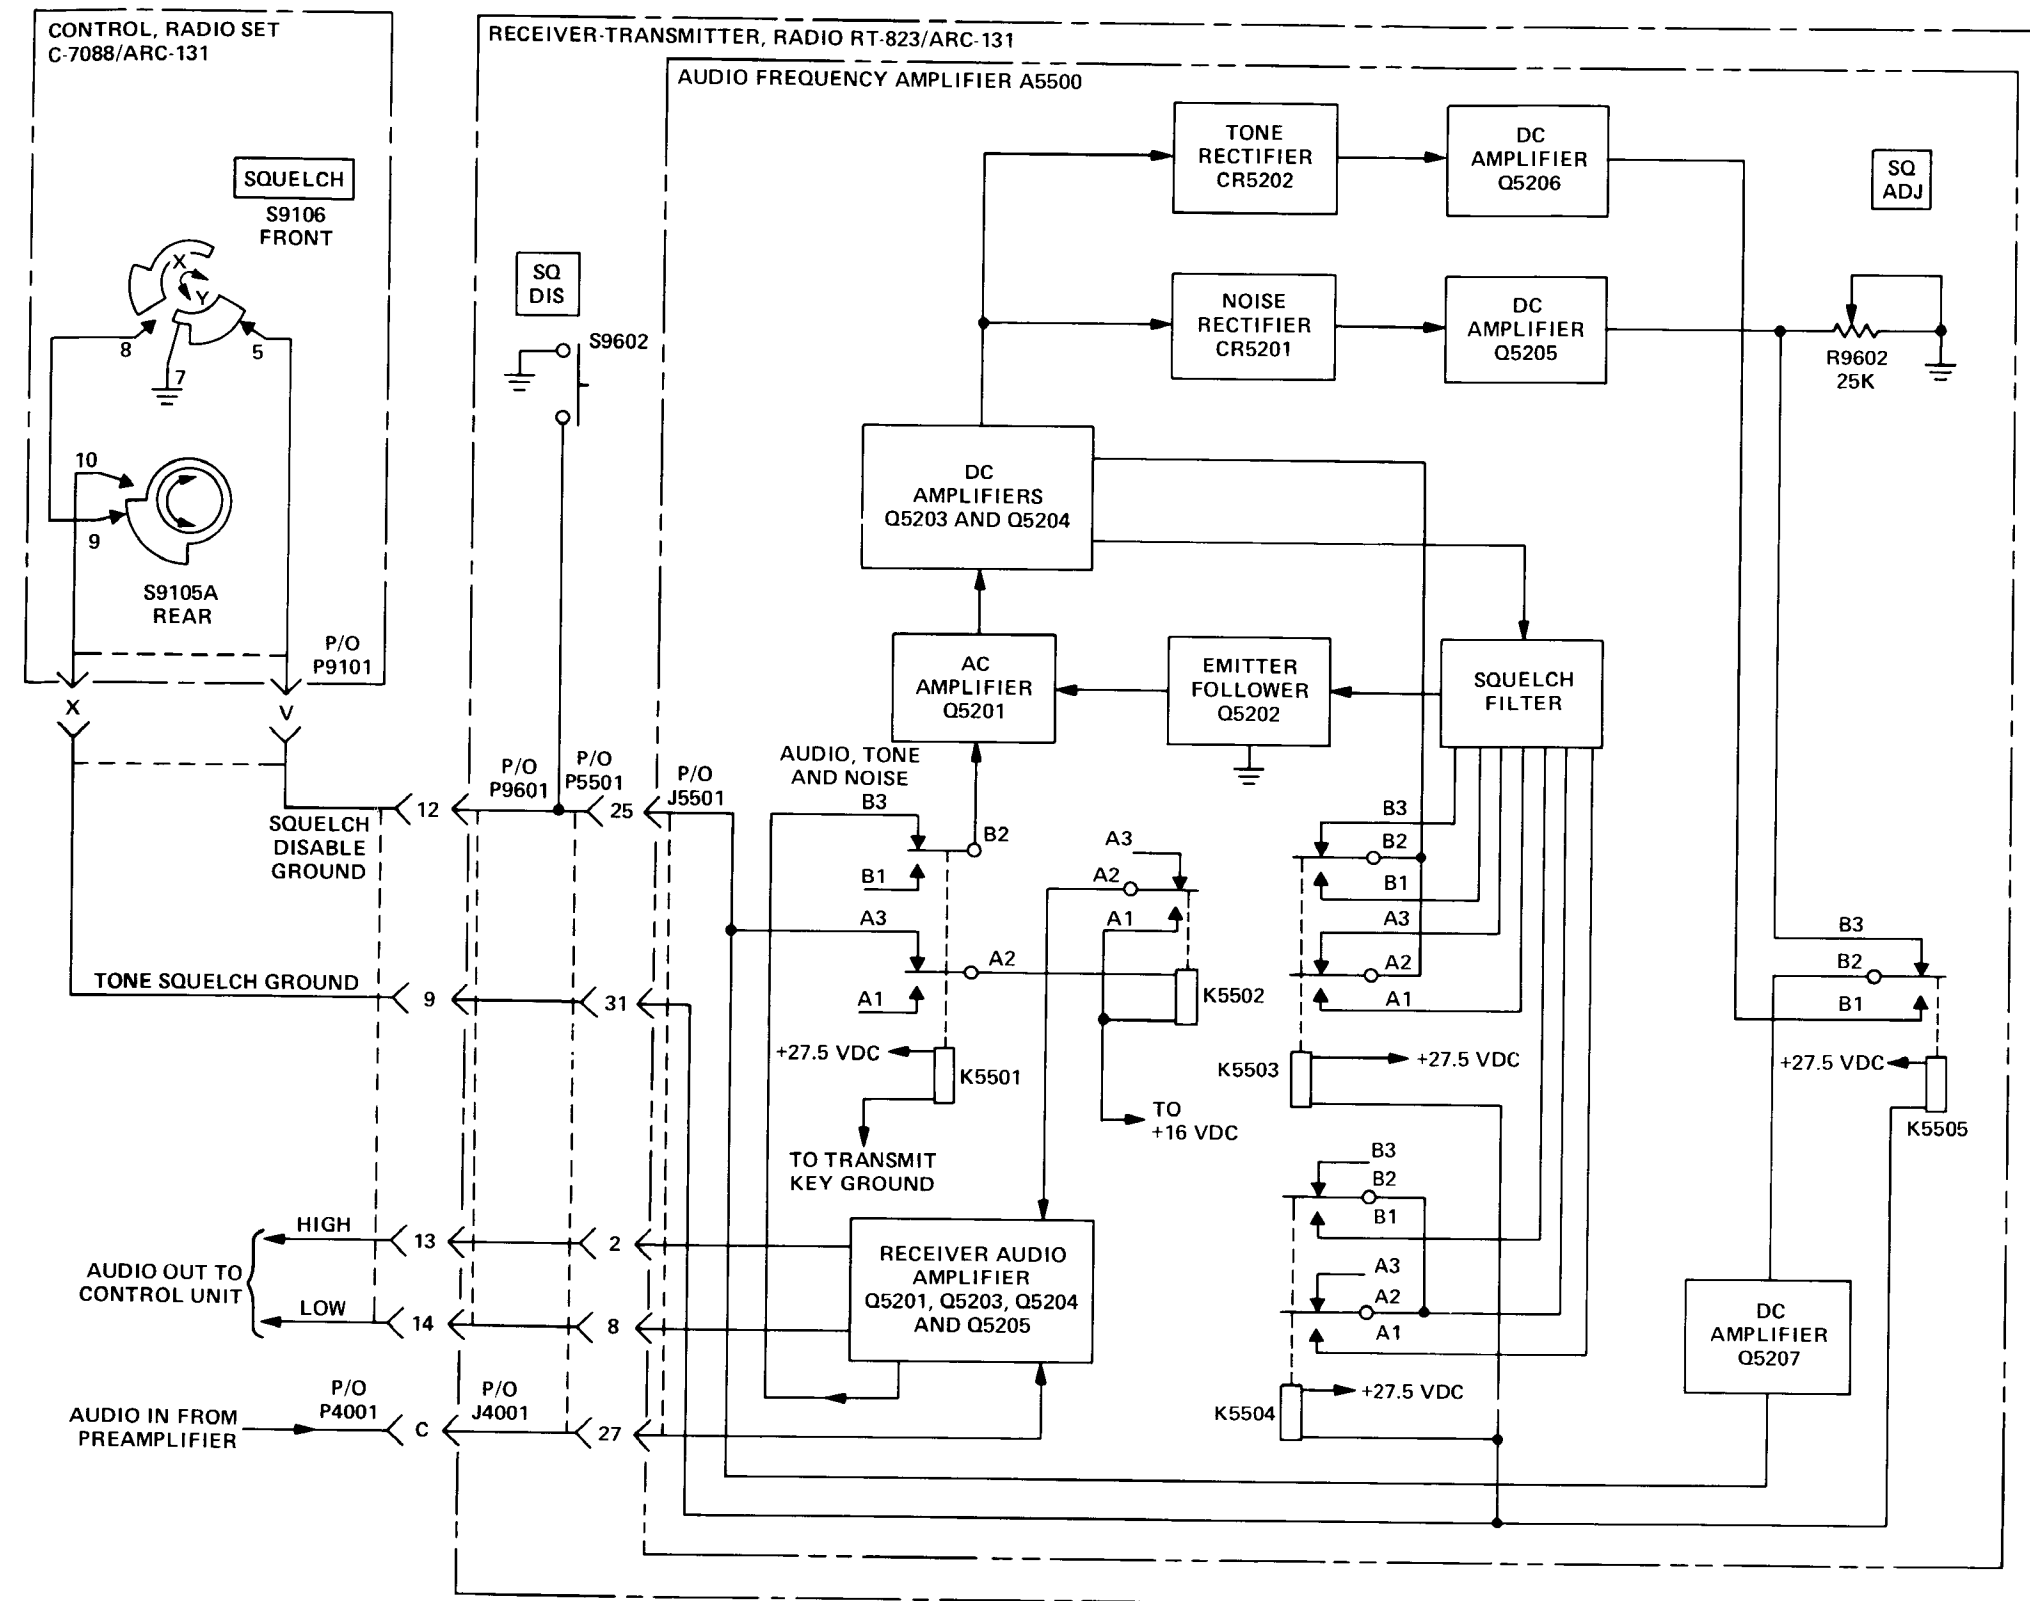 CONTROL, RADIO SET
C-7088/ARC-131
RECEIVER-TRANSMITTER, RADIO RT-823/ARC-131
AUDIO FREQUENCY AMPLIFIER A5500
SQUELCH
S9106
FRONT
X
Y
8
5
7
10
9
S9105A
REAR
P/O
P9101
X
V
SQ
DIS
S9602
TONE
RECTIFIER
CR5202
DC
AMPLIFIER
Q5206
SQ
ADJ
NOISE
RECTIFIER
CR5201
DC
AMPLIFIER
Q5205
R9602
25K
DC
AMPLIFIERS
Q5203 AND Q5204
AC
AMPLIFIER
Q5201
EMITTER
FOLLOWER
Q5202
SQUELCH
FILTER
AUDIO, TONE
AND NOISE
P/O
P9601
P/O
P5501
P/O
J5501
12
25
SQUELCH
DISABLE
GROUND
TONE SQUELCH GROUND
9
31
B3
B2
B1
A3
A2
A1
+27.5 VDC
K5501
TO TRANSMIT
KEY GROUND
A3
A2
A1
K5502
TO
+16 VDC
B3
B2
B1
A3
A2
A1
K5503
+27.5 VDC
B3
B2
B1
A3
A2
A1
+27.5 VDC
K5504
B3
B2
B1
+27.5 VDC
K5505
HIGH
13
2
AUDIO OUT TO
CONTROL UNIT
LOW
14
8
RECEIVER AUDIO
AMPLIFIER
Q5201, Q5203, Q5204
AND Q5205
DC
AMPLIFIER
Q5207
P/O
P4001
P/O
J4001
AUDIO IN FROM
PREAMPLIFIER
C
27